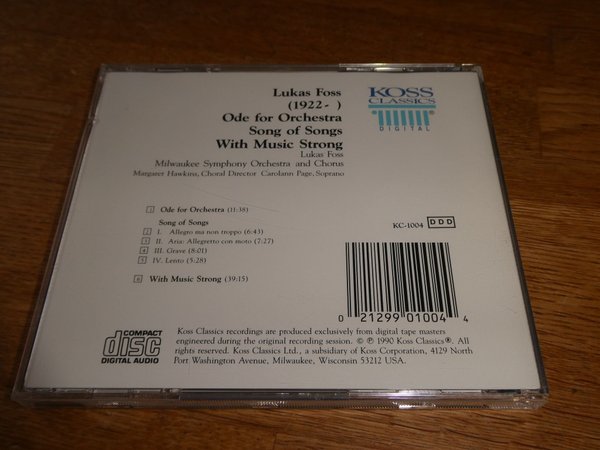 Lukas Foss
(1922- )
Ode for Orchestra
Song of Songs
With Music Strong
Lukas Foss
Milwaukee Symphony Orchestra and Chorus
Margaret Hawkins, Choral Director Carolann Page, Soprano
KOSS
CLASSICS
DIGITAL
1 Ode for Orchestra (11:38)
Song of Songs
2 I. Allegro ma non troppo (6:43)
3 II. Aria: Allegretto con moto (7:27)
4 III. Grave (8:01)
5 IV. Lento (5:28)
6 With Music Strong (39:15)
KC-1004 DDD
0 21299 01004 4
COMPACT
disc
DIGITAL AUDIO
Koss Classics recordings are produced exclusively from digital tape masters
engineered during the original recording session. © ℗ 1990 Koss Classics®. All
rights reserved. Koss Classics Ltd., a subsidiary of Koss Corporation, 4129 North
Port Washington Avenue, Milwaukee, Wisconsin 53212 USA.